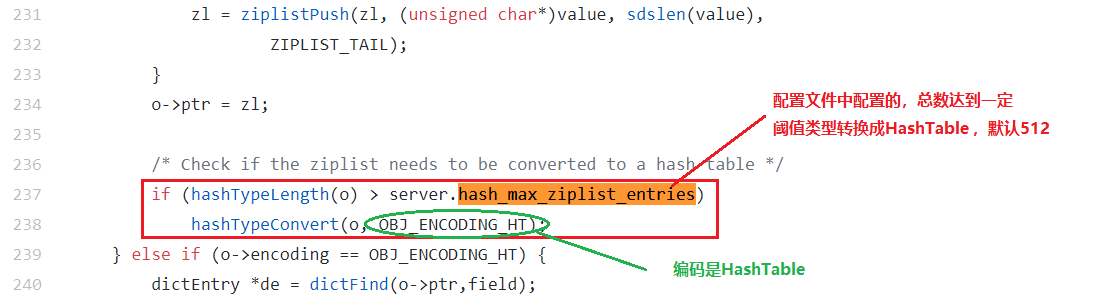 231 zl = ziplistPush(zl, (unsigned char*)value, sdslen(value),
232 ZIPLIST_TAIL);
233 }
234 o->ptr = zl;
配置文件中配置的，总数达到一定
阈值类型转换成HashTable ，默认512
235
236 /* Check if the ziplist needs to be converted to a hash table */
237 if (hashTypeLength(o) > server.hash_max_ziplist_entries)
238 hashTypeConvert(o, OBJ_ENCODING_HT);
239 } else if (o->encoding == OBJ_ENCODING_HT) {
编码是HashTable
240 dictEntry *de = dictFind(o->ptr,field);